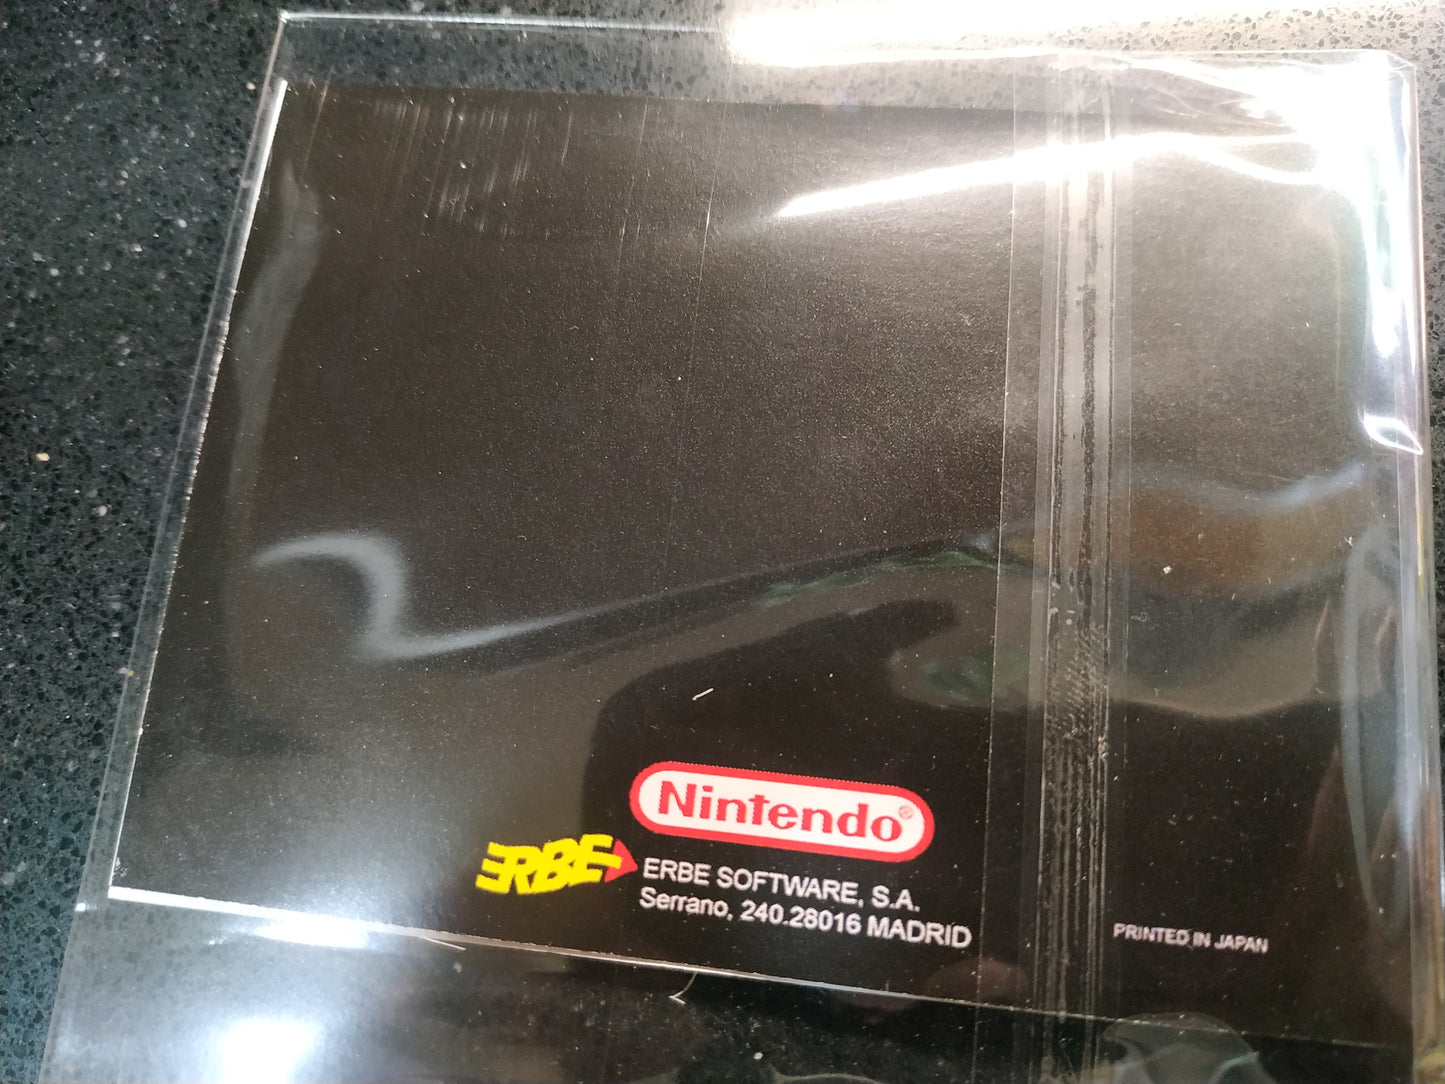 Nintendo®
ERBE
ERBE SOFTWARE, S.A.
Serrano, 240.28016 MADRID
PRINTED IN JAPAN